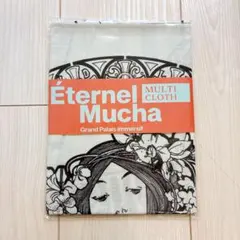 Éternel
Mucha
MULTI
CLOTH
Grand Palais Immersif